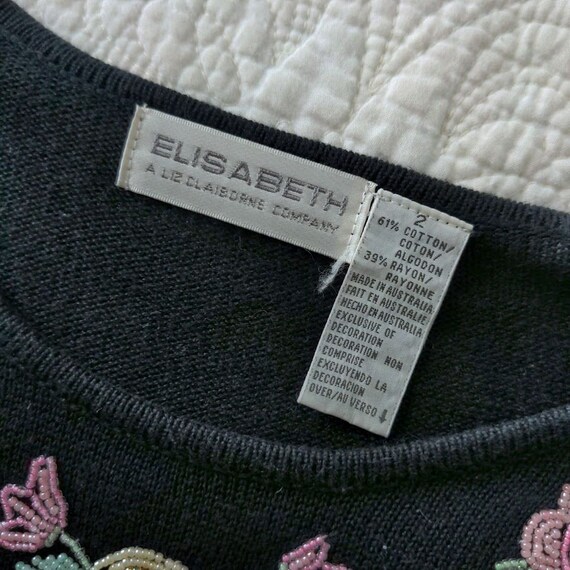 ELISABETH
A LIZ CLAIBORNE COMPANY
2
61% COTTON/
COTON/
ALGODON
39% RAYON/
RAYONNE
MADE IN AUSTRALIA
FAIT EN AUSTRALIE
HECHO EN AUSTRALIA
EXCLUSIVE OF
DECORATION
DECORATION NON
COMPRISE
EXCLUYENDO LA
DECORACION
OVER/AU VERSO